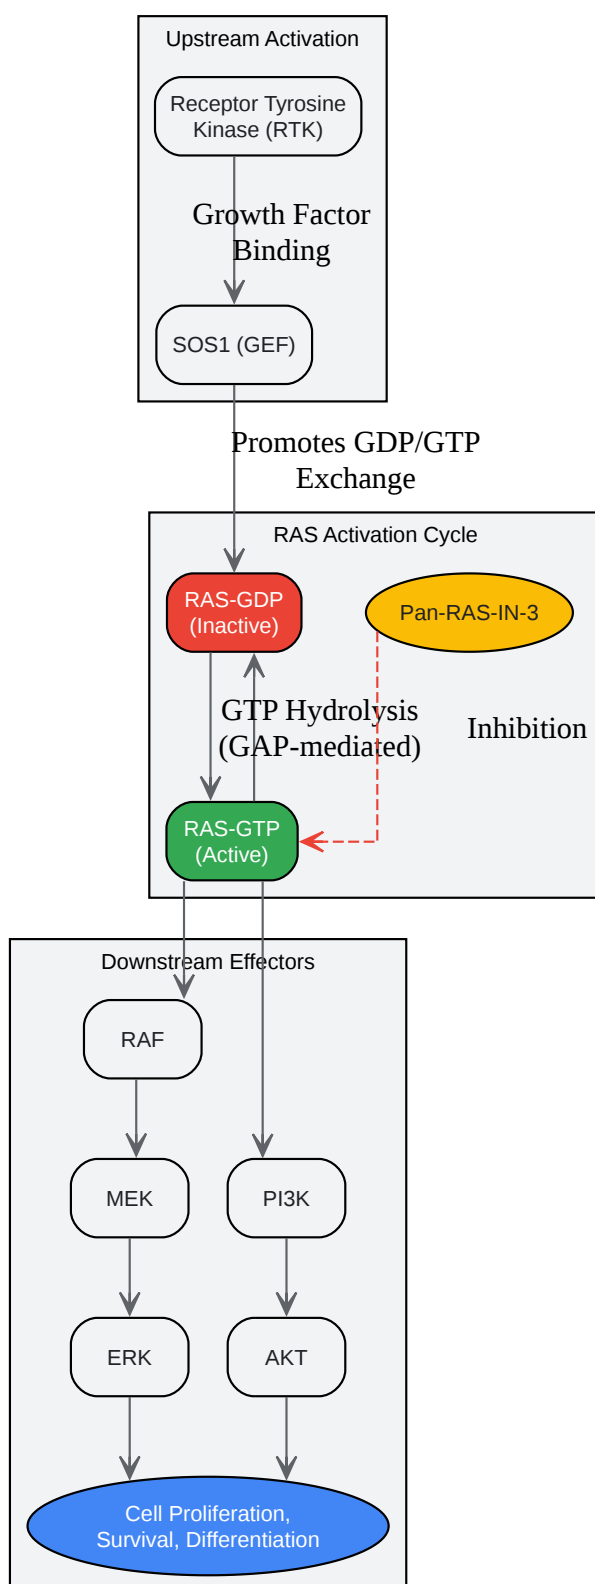 Upstream Activation
Receptor Tyrosine
Kinase (RTK)
Growth Factor
Binding
SOS1 (GEF)
Promotes GDP/GTP
Exchange
RAS Activation Cycle
RAS-GDP
(Inactive)
Pan-RAS-IN-3
GTP Hydrolysis
(GAP-mediated)
Inhibition
RAS-GTP
(Active)
Downstream Effectors
RAF
MEK
PI3K
ERK
AKT
Cell Proliferation,
Survival, Differentiation